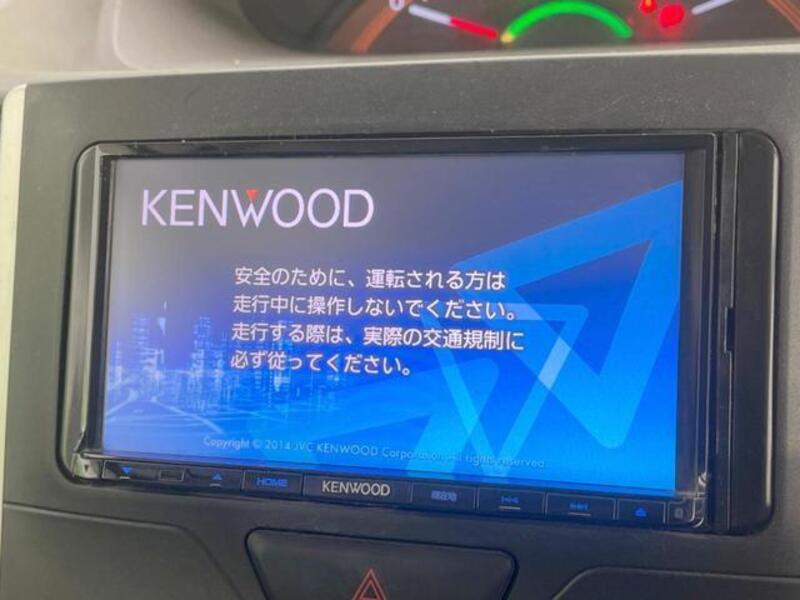 KENWOOD
安全のために、運転される方は
走行中に操作しないでください。
走行する際は、実際の交通規制に
必ず従ってください。
Copyright © 2014 JVC KENWOOD Corporation All rights reserved.
HOME
KENWOOD
現在地